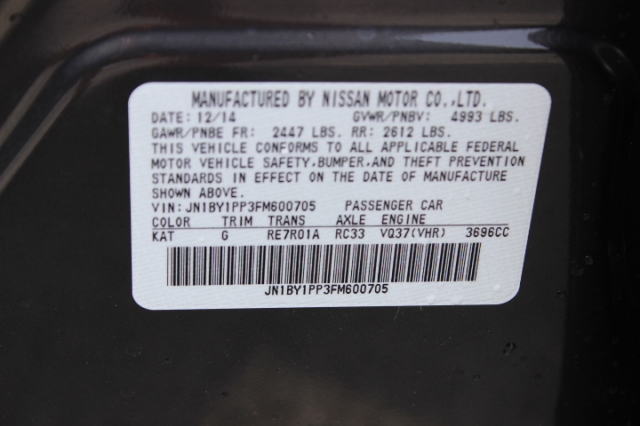 MANUFACTURED BY NISSAN MOTOR CO.,LTD.
DATE: 12/14 GVWR/PNBV: 4993 LBS.
GAWR/PNBE FR: 2447 LBS. RR: 2612 LBS.
THIS VEHICLE CONFORMS TO ALL APPLICABLE FEDERAL
MOTOR VEHICLE SAFETY,BUMPER,AND THEFT PREVENTION
STANDARDS IN EFFECT ON THE DATE OF MANUFACTURE
SHOWN ABOVE.
VIN: JN1BY1PP3FM600705 PASSENGER CAR
COLOR TRIM TRANS AXLE ENGINE
KAT G RE7R01A RC33 VQ37(VHR) 3696CC
JN1BY1PP3FM600705